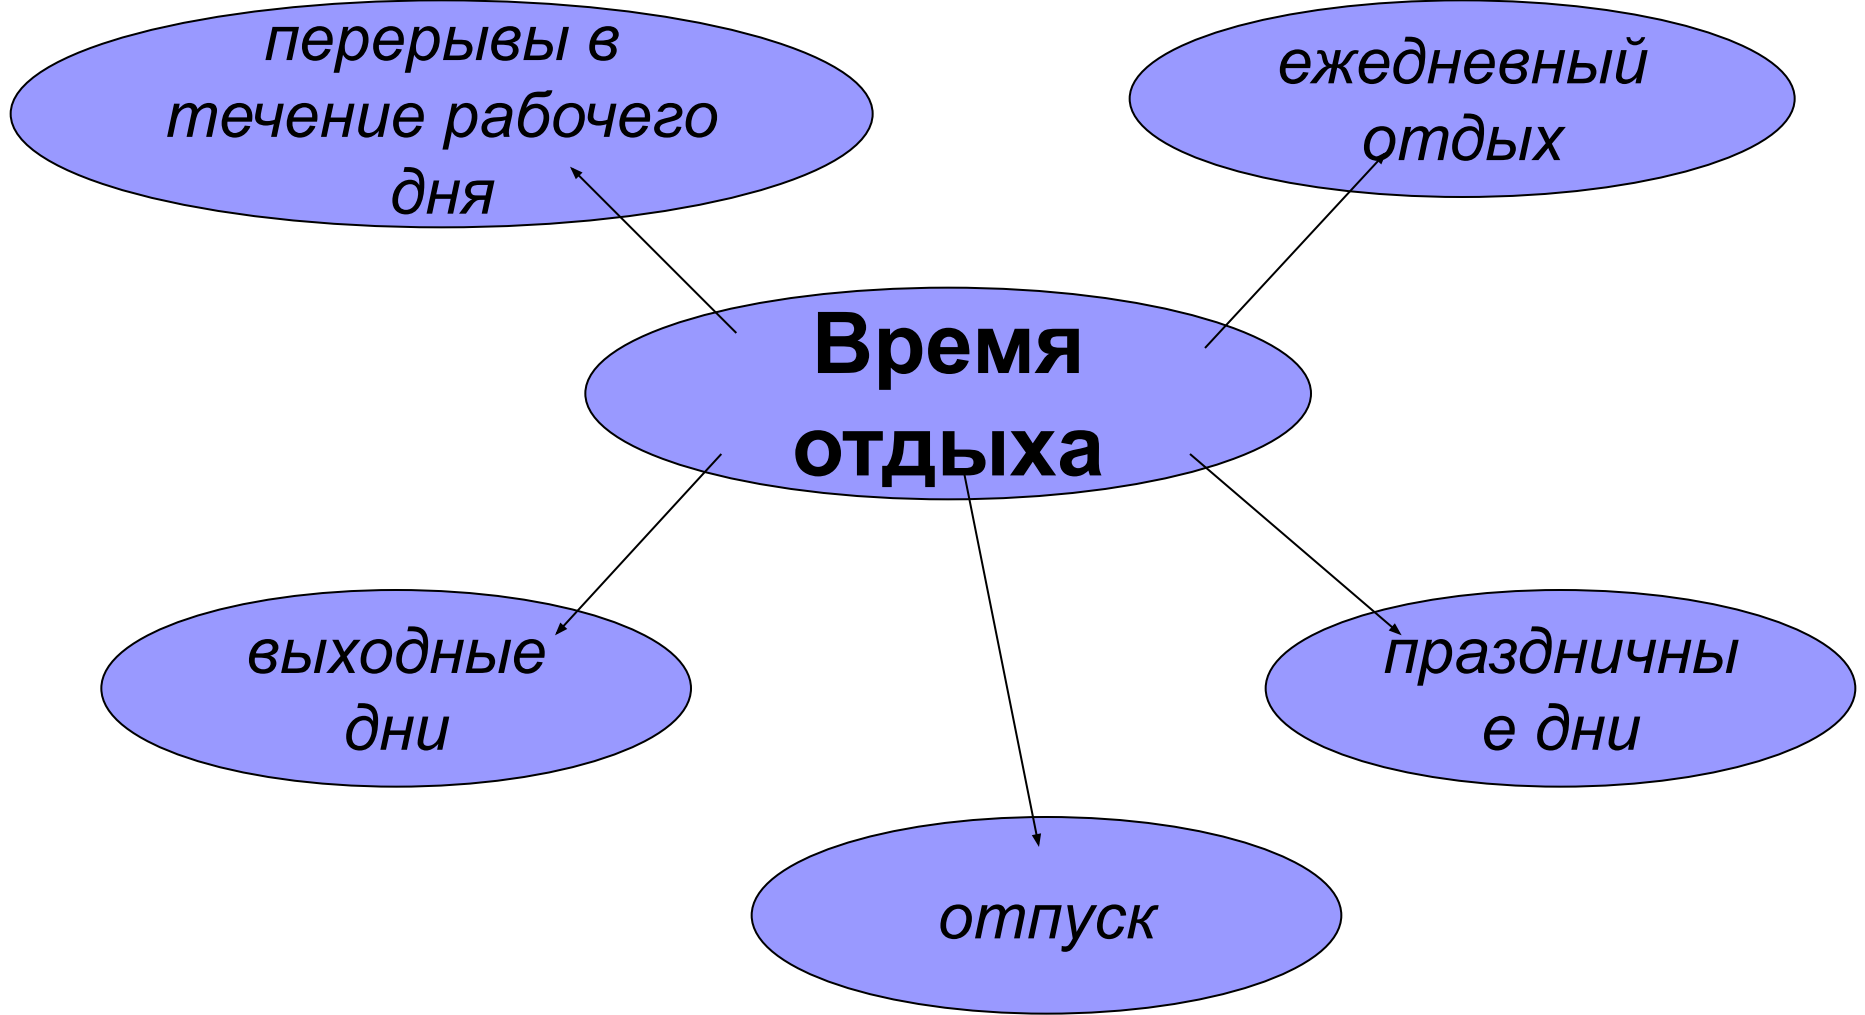 перерывы в
течение рабочего
дня
ежедневный
отдых
Время
отдыха
выходные
дни
праздничны
е дни
отпуск